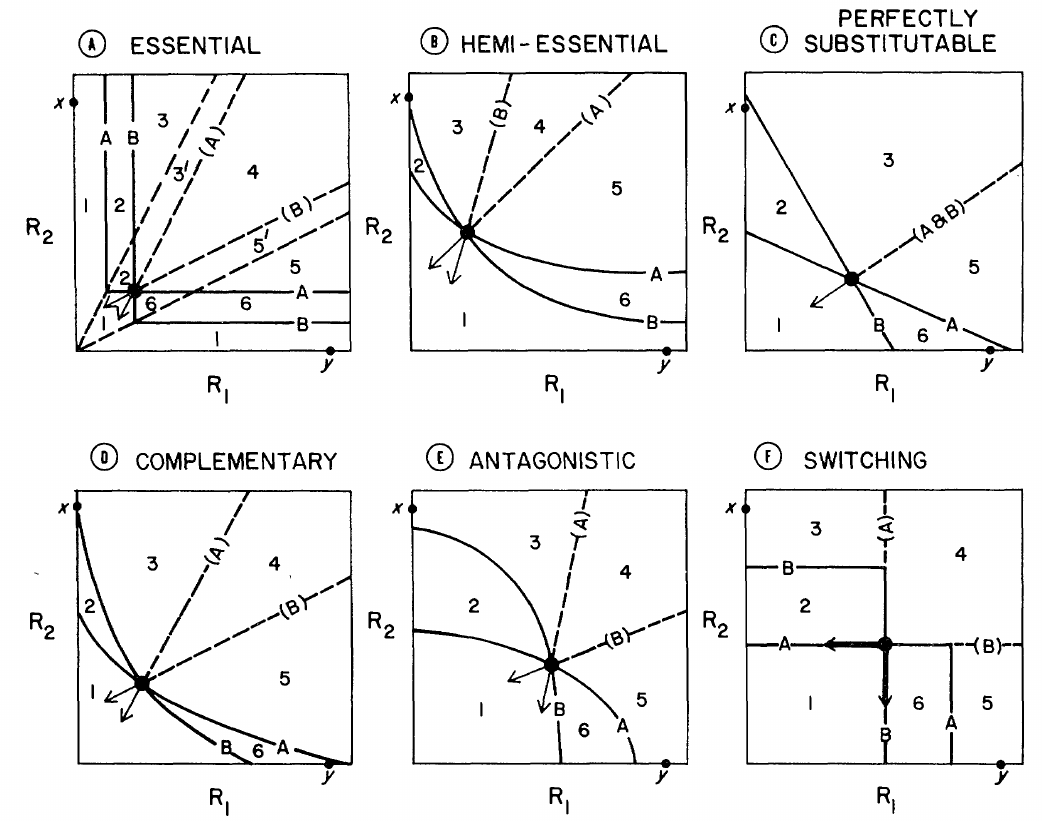 A ESSENTIAL
x
A B
3
(A)
3'
4
1 2
R2
(B)
5'
5
2
A
6 6
1
B
1
y
R1
B HEMI-ESSENTIAL
x
(B)
(A)
3 4
2
5
R2
A
6
B
1
y
R1
C PERFECTLY
SUBSTITUTABLE
x
3
2
(A&B)
R2
5
1
B
A
6
y
R1
D COMPLEMENTARY
x
(A)
3 4
2
(B)
R2
5
1
B 6 A
y
R1
E ANTAGONISTIC
x
(A)
3
4
2
R2
(B)
5
1
B
A
6
y
R1
F SWITCHING
x
3
(A)
4
B
2
R2
A
(B)
1
6 5
A
B
y
R1